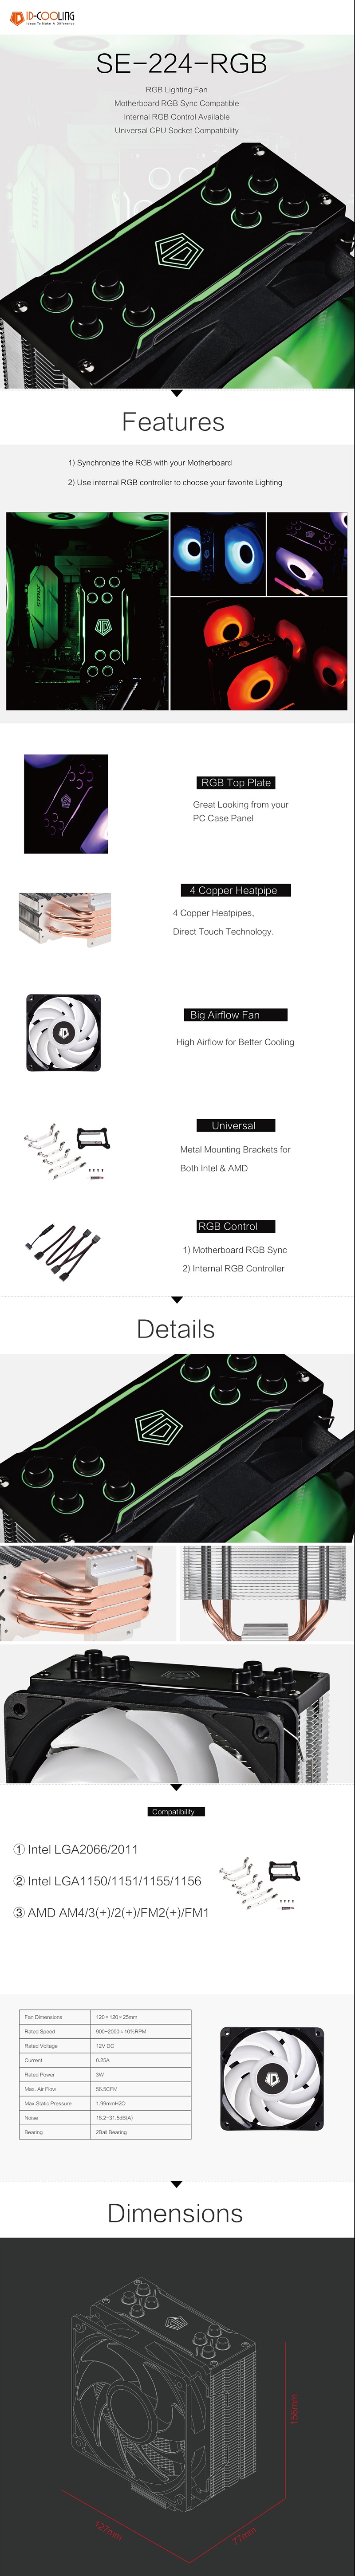 ID-COOLING
Ideas To Make A Difference
SE-224-RGB
RGB Lighting Fan
Motherboard RGB Sync Compatible
Internal RGB Control Available
Universal CPU Socket Compatibility
Features
1) Synchronize the RGB with your Motherboard
2) Use internal RGB controller to choose your favorite Lighting
STRIX
RGB Top Plate
Great Looking from your
PC Case Panel
4 Copper Heatpipe
4 Copper Heatpipes,
Direct Touch Technology.
Big Airflow Fan
High Airflow for Better Cooling
Universal
Metal Mounting Brackets for
Both Intel & AMD
RGB Control
1) Motherboard RGB Sync
2) Internal RGB Controller
Details
Compatibility
① Intel LGA2066/2011
② Intel LGA1150/1151/1155/1156
③ AMD AM4/3(+)/2(+)/FM2(+)/FM1
Fan Dimensions 120×120×25mm
Rated Speed 900~2000±10%RPM
Rated Voltage 12V DC
Current 0.25A
Rated Power 3W
Max. Air Flow 56.5CFM
Max.Static Pressure 1.99mmH2O
Noise 16.2~31.5dB(A)
Bearing 2Ball Bearing
Dimensions
127mm
77mm